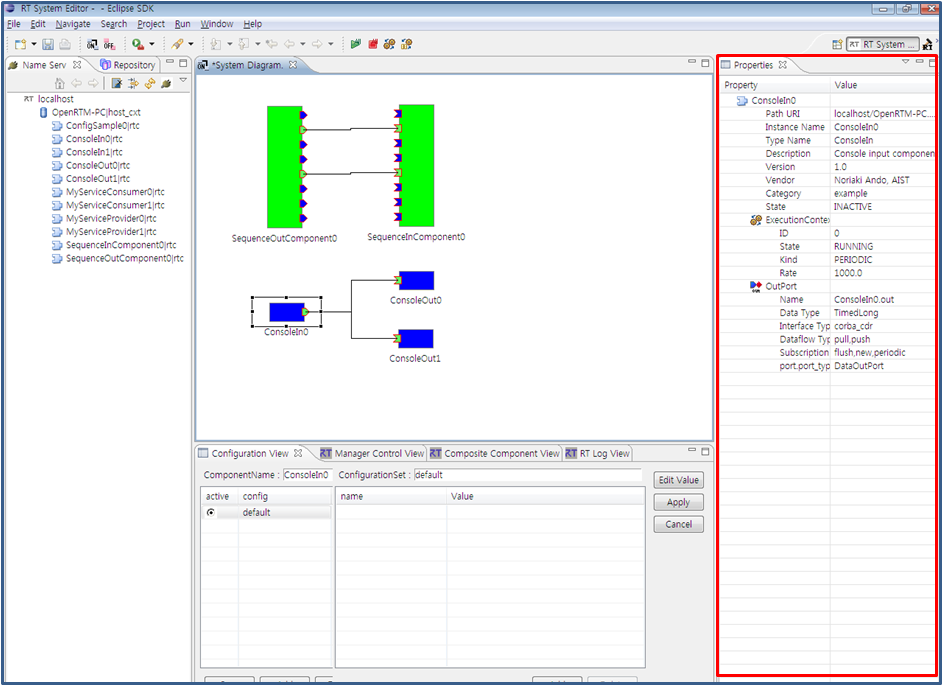 RT System Editor -  - Eclipse SDK
File Edit Navigate Search Project Run Window Help
RT System ...
Name Serv
Repository
localhost
OpenRTM-PC|host_cxt
ConfigSample0|rtc
ConsoleIn0|rtc
ConsoleIn1|rtc
ConsoleOut0|rtc
ConsoleOut1|rtc
MyServiceConsumer0|rtc
MyServiceConsumer1|rtc
MyServiceProvider0|rtc
MyServiceProvider1|rtc
SequenceInComponent0|rtc
SequenceOutComponent0|rtc
*System Diagram.
SequenceOutComponent0
SequenceInComponent0
ConsoleIn0
ConsoleOut0
ConsoleOut1
Configuration View
Manager Control View
Composite Component View
RT Log View
ComponentName : ConsoleIn0 ConfigurationSet : default
active config
default
name Value
Edit Value
Apply
Cancel
Properties
Property Value
ConsoleIn0
Path URI localhost/OpenRTM-PC....
Instance Name ConsoleIn0
Type Name ConsoleIn
Description Console input componen
Version 1.0
Vendor Noriaki Ando, AIST
Category example
State INACTIVE
ExecutionContex
ID 0
State RUNNING
Kind PERIODIC
Rate 1000.0
OutPort
Name ConsoleIn0.out
Data Type TimedLong
Interface Typ corba_cdr
Dataflow Typ pull,push
Subscription flush,new,periodic
port.port_typ DataOutPort